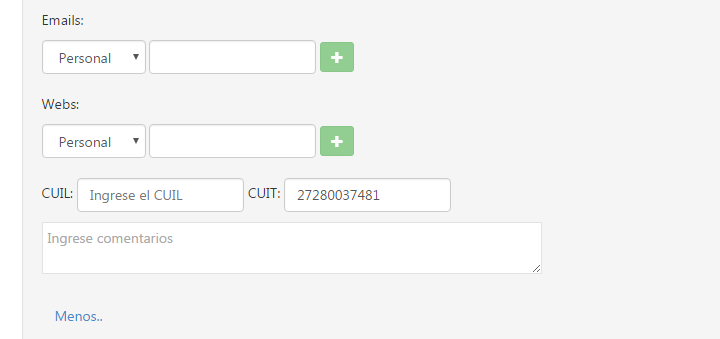 Emails:
Personal
Webs:
Personal
CUIL: Ingrese el CUIL CUIT: 27280037481
Ingrese comentarios
Menos..